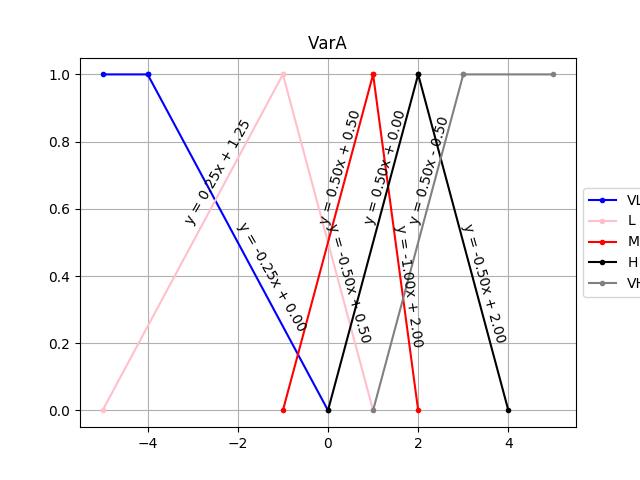 VarA
1.0
0.8
0.6
0.4
0.2
0.0
−4
−2
0
2
4
y = 0.25x + 1.25
y = -0.25x + 0.00
y = 0.50x + 0.50
y = -0.50x + 0.50
y = 0.50x + 0.00
y = 1.00x + 2.00
y = 0.50x - 0.50
y = -0.50x + 2.00
VL
L
M
H